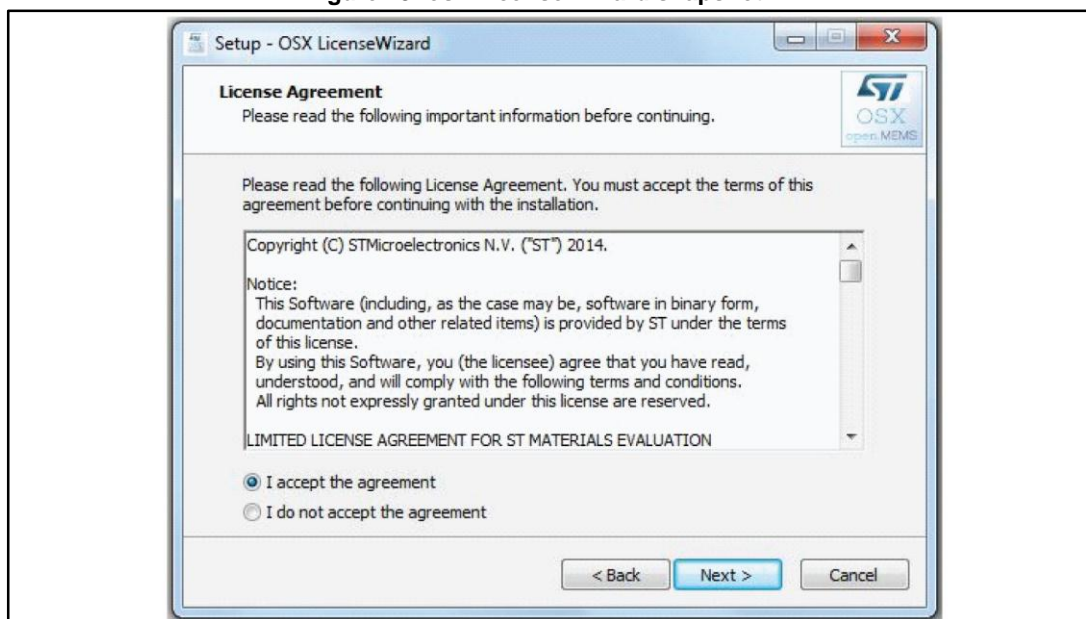 Setup - OSX LicenseWizard
License Agreement
Please read the following important information before continuing.
ST
OSX
open.MEMS
Please read the following License Agreement. You must accept the terms of this
agreement before continuing with the installation.
Copyright (C) STMicroelectronics N.V. ("ST") 2014.
Notice:
This Software (including, as the case may be, software in binary form,
documentation and other related items) is provided by ST under the terms
of this license.
By using this Software, you (the licensee) agree that you have read,
understood, and will comply with the following terms and conditions.
All rights not expressly granted under this license are reserved.
LIMITED LICENSE AGREEMENT FOR ST MATERIALS EVALUATION
I accept the agreement
I do not accept the agreement
< Back Next > Cancel